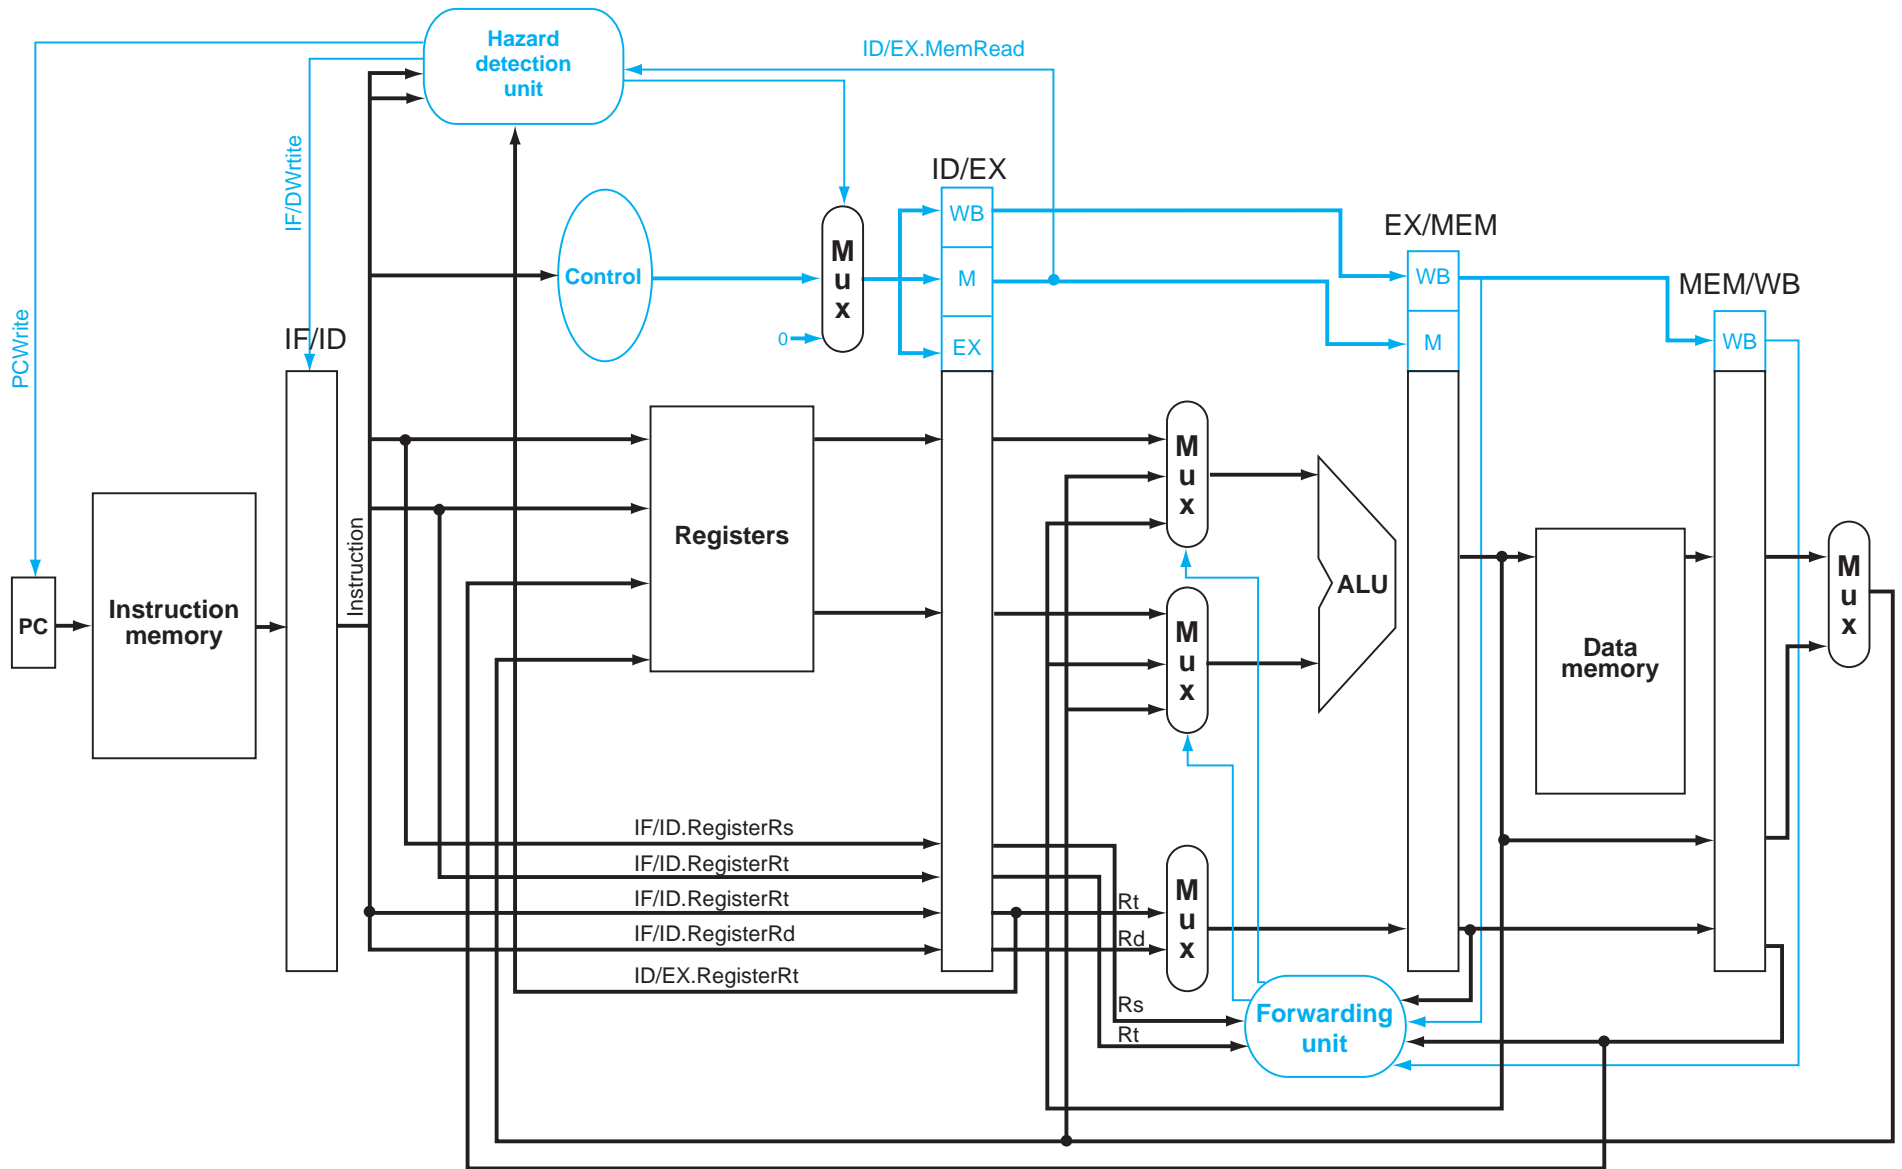 Hazard
detection
unit
ID/EX.MemRead
IF/DWrtite
PCWrite
ID/EX
WB
M
EX
Control
M
u
x
0
EX/MEM
WB
M
MEM/WB
WB
IF/ID
Instruction
PC
Instruction
memory
Registers
M
u
x
M
u
x
ALU
Data
memory
M
u
x
IF/ID.RegisterRs
IF/ID.RegisterRt
IF/ID.RegisterRt
IF/ID.RegisterRd
ID/EX.RegisterRt
Rt
Rd
M
u
x
Rs
Rt
Forwarding
unit